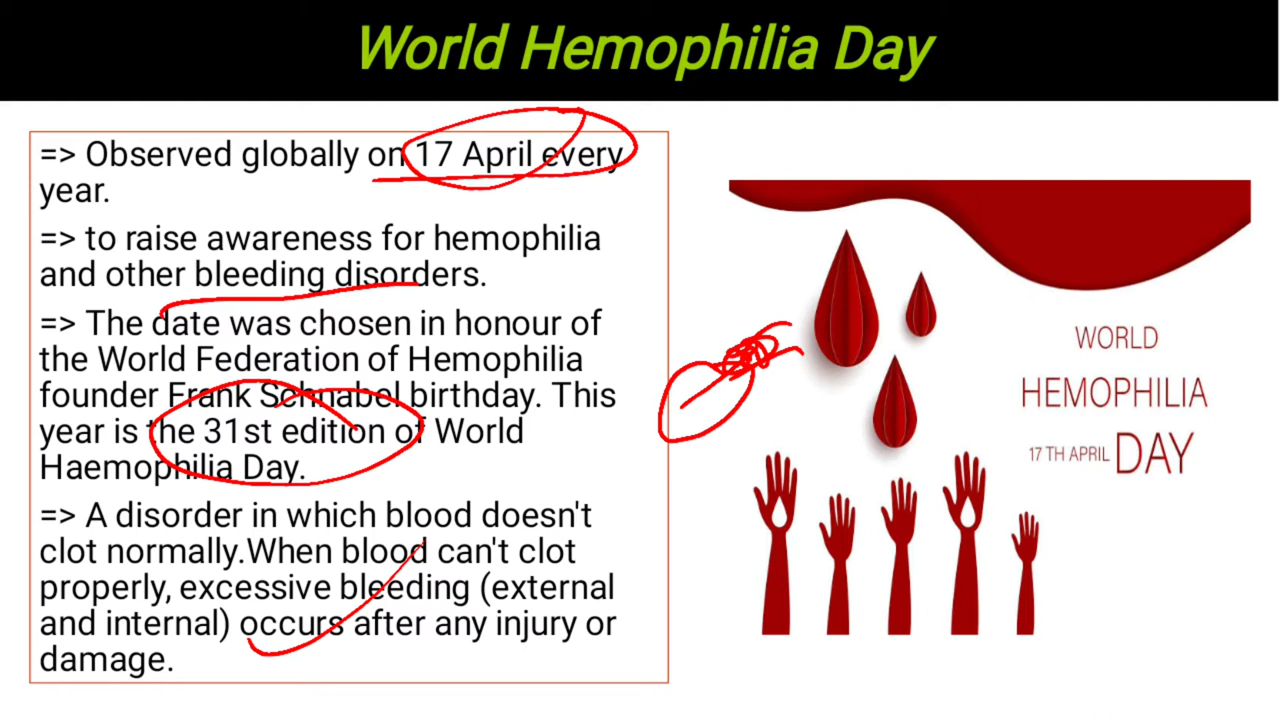 World Hemophilia Day
=> Observed globally on 17 April every
year.
=> to raise awareness for hemophilia
and other bleeding disorders.
=> The date was chosen in honour of
the World Federation of Hemophilia
founder Frank Schnabel birthday. This
year is the 31st edition of World
Haemophilia Day.
=> A disorder in which blood doesn't
clot normally.When blood can't clot
properly, excessive bleeding (external
and internal) occurs after any injury or
damage.
WORLD
HEMOPHILIA
17 TH APRIL DAY